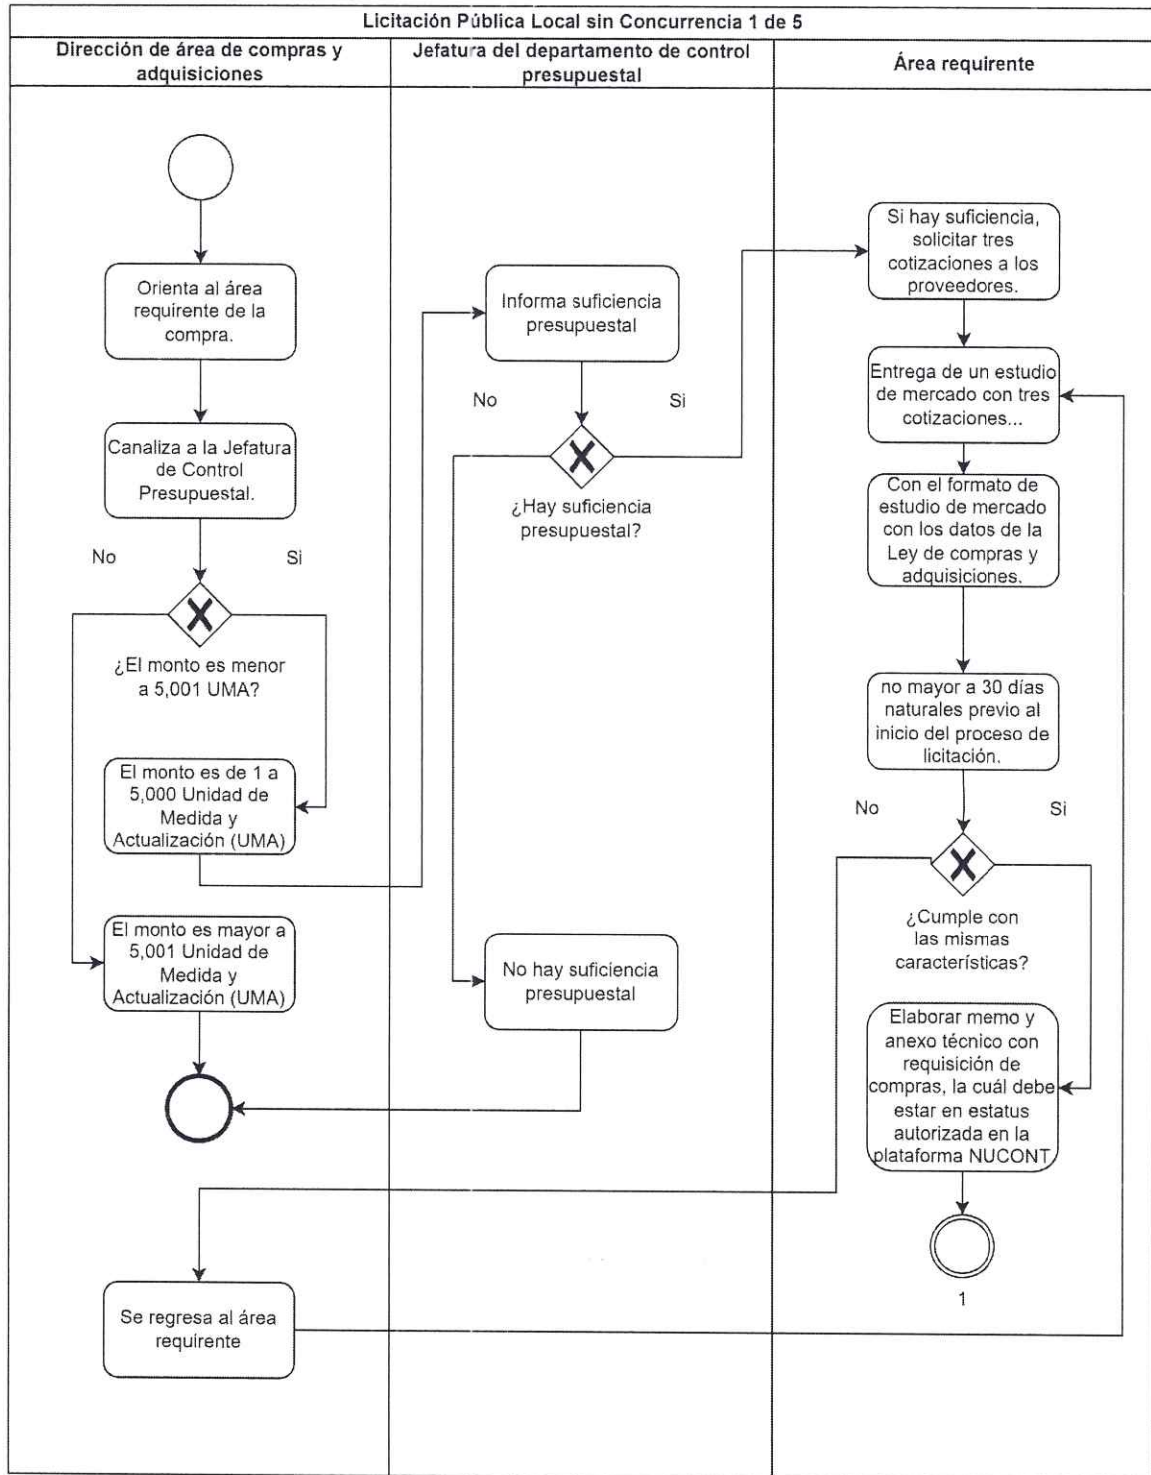 Licitación Pública Local sin Concurrencia 1 de 5
Dirección de área de compras y
adquisiciones
Jefatura del departamento de control
presupuestal
Área requirente
Orienta al área
requirente de la
compra.
Canaliza a la Jefatura
de Control
Presupuestal.
No
Si
¿El monto es menor
a 5,001 UMA?
El monto es de 1 a
5,000 Unidad de
Medida y
Actualización (UMA)
El monto es mayor a
5,001 Unidad de
Medida y
Actualización (UMA)
Se regresa al área
requirente
Informa suficiencia
presupuestal
No
Si
¿Hay suficiencia
presupuestal?
No hay suficiencia
presupuestal
Si hay suficiencia,
solicitar tres
cotizaciones a los
proveedores.
Entrega de un estudio
de mercado con tres
cotizaciones...
Con el formato de
estudio de mercado
con los datos de la
Ley de compras y
adquisiciones.
no mayor a 30 días
naturales previo al
inicio del proceso de
licitación.
No
Si
¿Cumple con
las mismas
características?
Elaborar memo y
anexo técnico con
requisición de
compras, la cuál debe
estar en estatus
autorizada en la
plataforma NUCONT
1